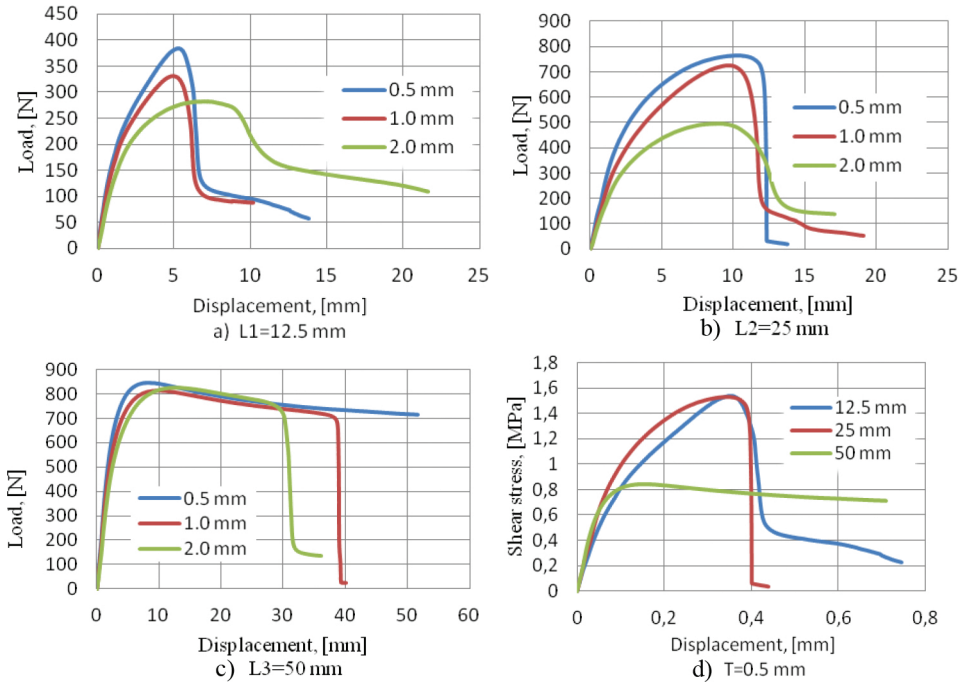 Load, [N]
450
400
350
300
250
200
150
100
50
0
0.5 mm
1.0 mm
2.0 mm
0 5 10 15 20 25
Displacement, [mm]
a) L1=12.5 mm
Load, [N]
900
800
700
600
500
400
300
200
100
0
0.5 mm
1.0 mm
2.0 mm
0 5 10 15 20 25
Displacement, [mm]
b) L2=25 mm
Load, [N]
900
800
700
600
500
400
300
200
100
0
0.5 mm
1.0 mm
2.0 mm
0 10 20 30 40 50 60
Displacement, [mm]
c) L3=50 mm
Shear stress, [MPa]
1,8
1,6
1,4
1,2
1
0,8
0,6
0,4
0,2
0
12.5 mm
25 mm
50 mm
0 0,2 0,4 0,6 0,8
Displacement, [mm]
d) T=0.5 mm